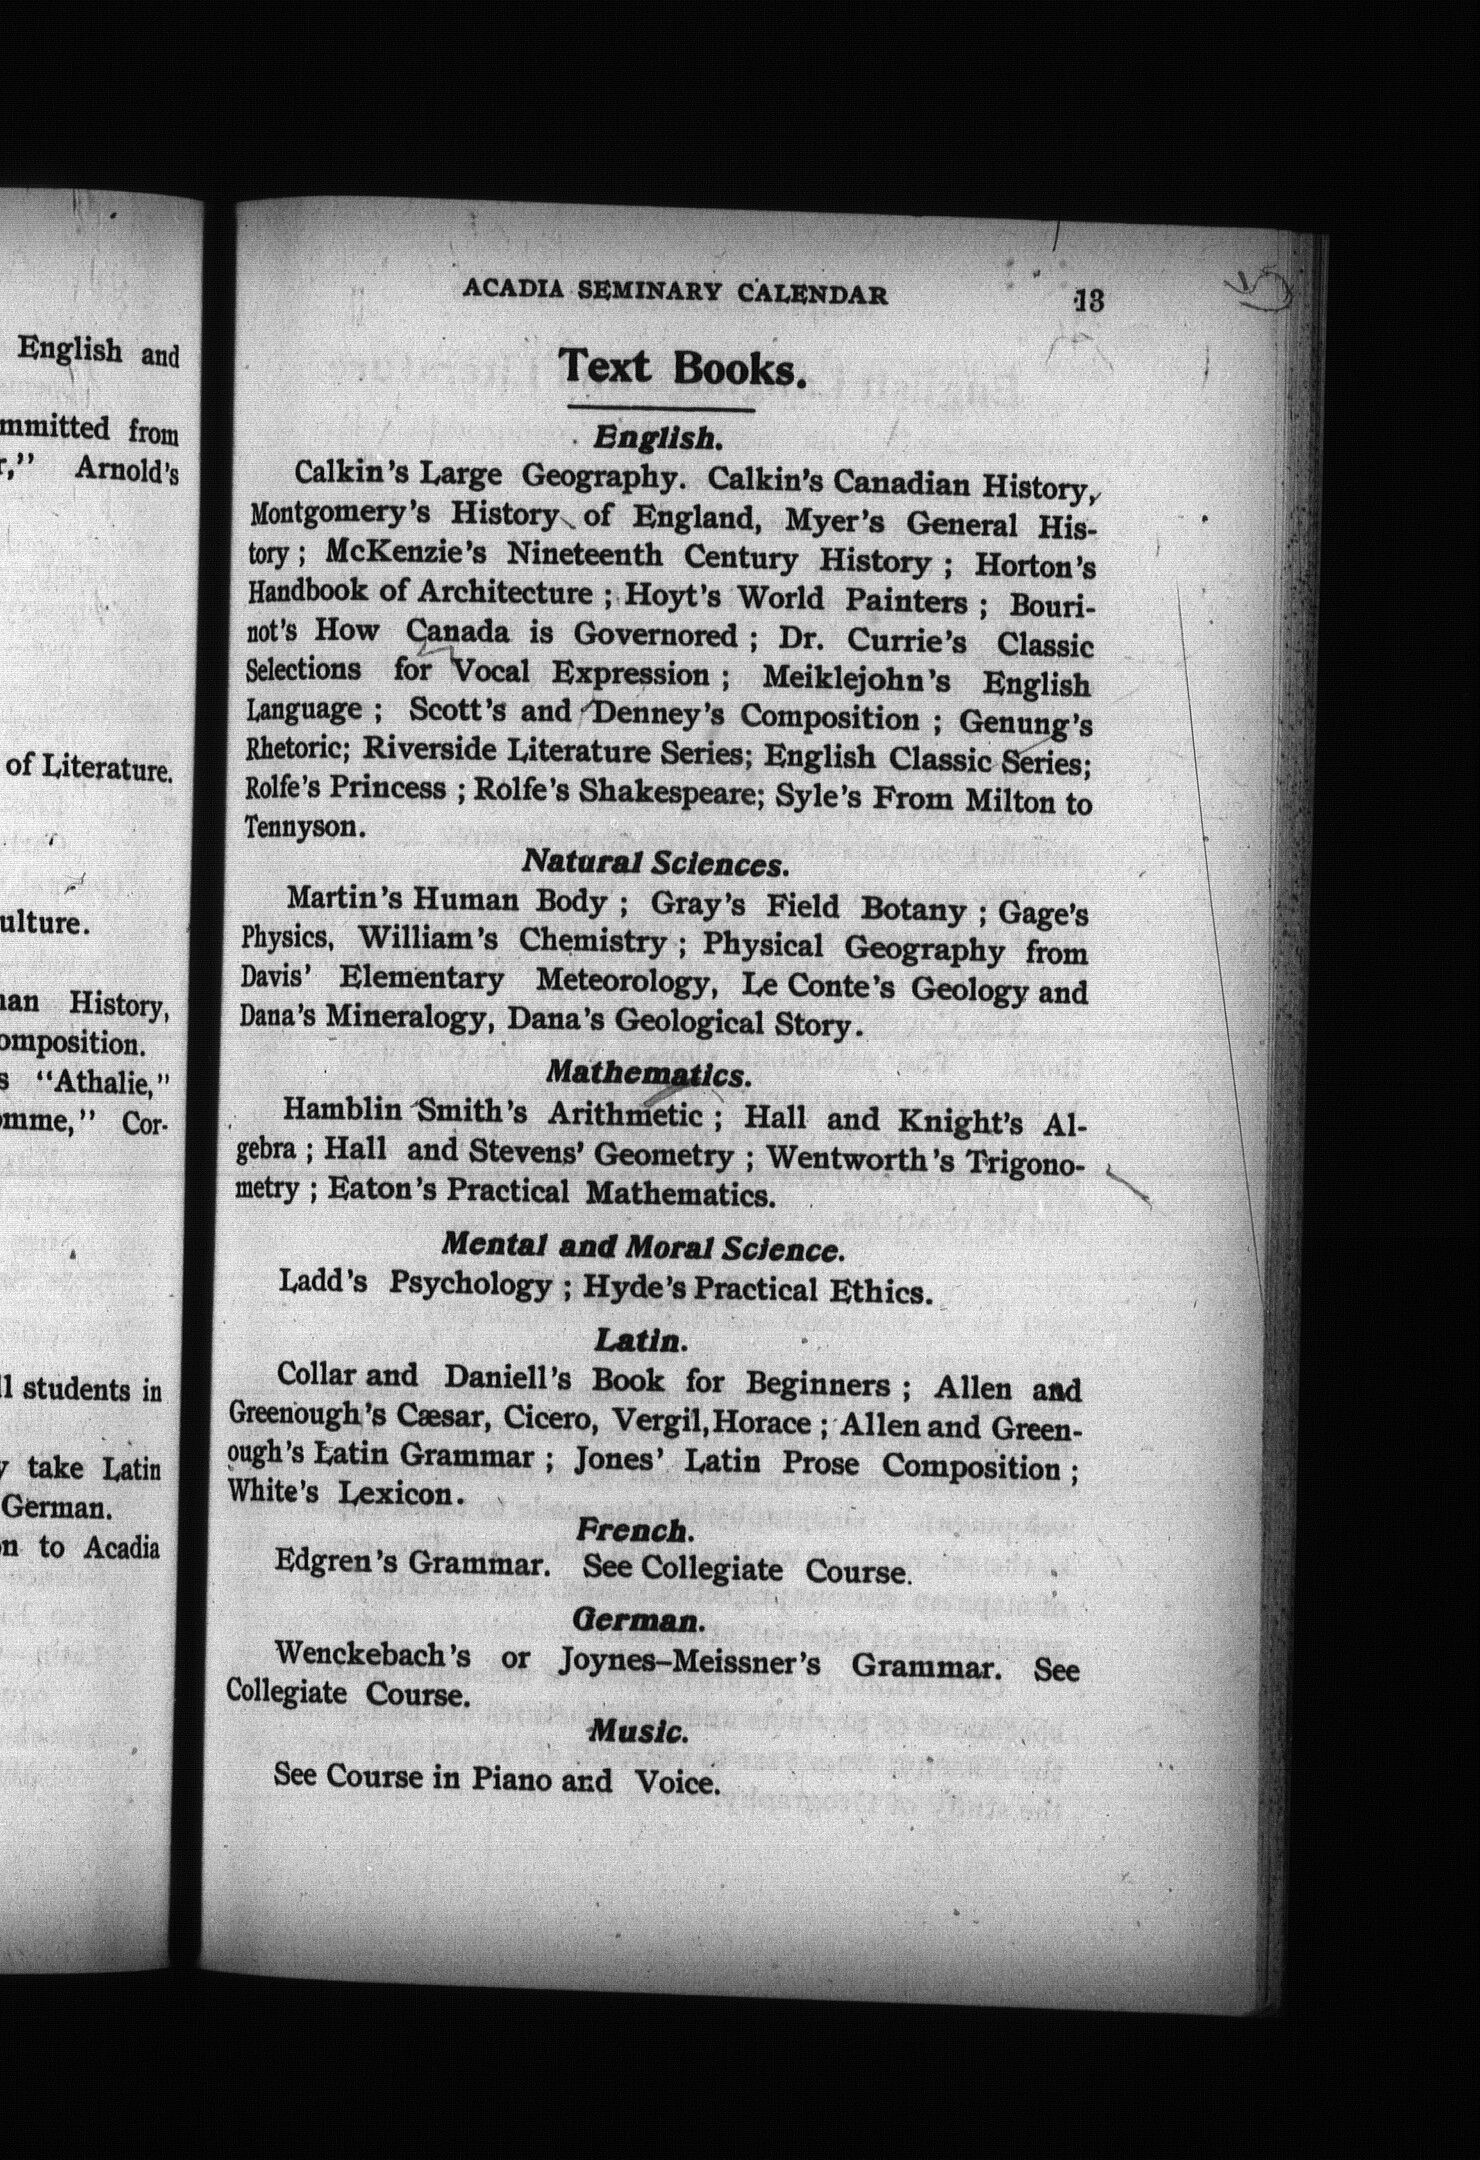 English and
from
Arnold's
of Literature.
History,
"Athalie,"
Cor-
students in
take Latin
German.
to Acadia
ACADIA SEMINARY CALENDAR 13
Text Books.
English.
Calkin's Large Geography. Calkin's Canadian History,
Montgomery's History of England, Myer's General His-
tory ; McKenzie's Nineteenth Century History ; Horton's
Handbook of Architecture ; Hoyt's World Painters ; Bouri-
not's How Canada is Governored ; Dr. Currie's Classic
Selections for Vocal Expression ; Meiklejohn's English
Language ; Scott's and Denney's Composition ; Genung's
Rhetoric; Riverside Literature Series; English Classic Series;
Rolfe's Princess ; Rolfe's Shakespeare; Syle's From Milton to
Tennyson.
Natural Sciences.
Martin's Human Body ; Gray's Field Botany ; Gage's
Physics, William's Chemistry ; Physical Geography from
Davis' Elementary Meteorology, Le Conte's Geology and
Dana's Mineralogy, Dana's Geological Story.
Mathematics.
Hamblin Smith's Arithmetic ; Hall and Knight's Al-
gebra ; Hall and Stevens' Geometry ; Wentworth's Trigono-
metry ; Eaton's Practical Mathematics.
Mental and Moral Science.
Ladd's Psychology ; Hyde's Practical Ethics.
Latin.
Collar and Daniell's Book for Beginners ; Allen and
Greenough's Cæsar, Cicero, Vergil, Horace ; Allen and Green-
ough's Latin Grammar ; Jones' Latin Prose Composition ;
White's Lexicon.
French.
Edgren's Grammar. See Collegiate Course.
German.
Wenckebach's or Joynes-Meissner's Grammar. See
Collegiate Course.
Music.
See Course in Piano and Voice.